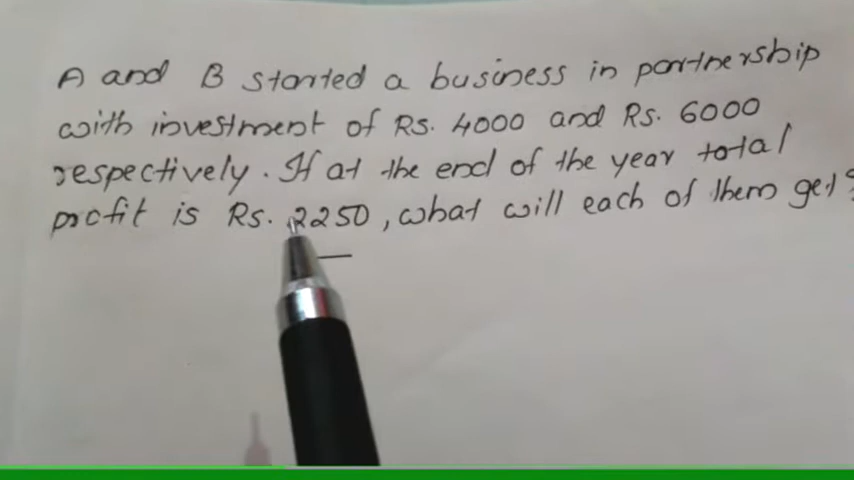 A and B started a business in partnership
with investment of Rs. 4000 and Rs. 6000
respectively. If at the end of the year total
profit is Rs. 2250, what will each of them get?